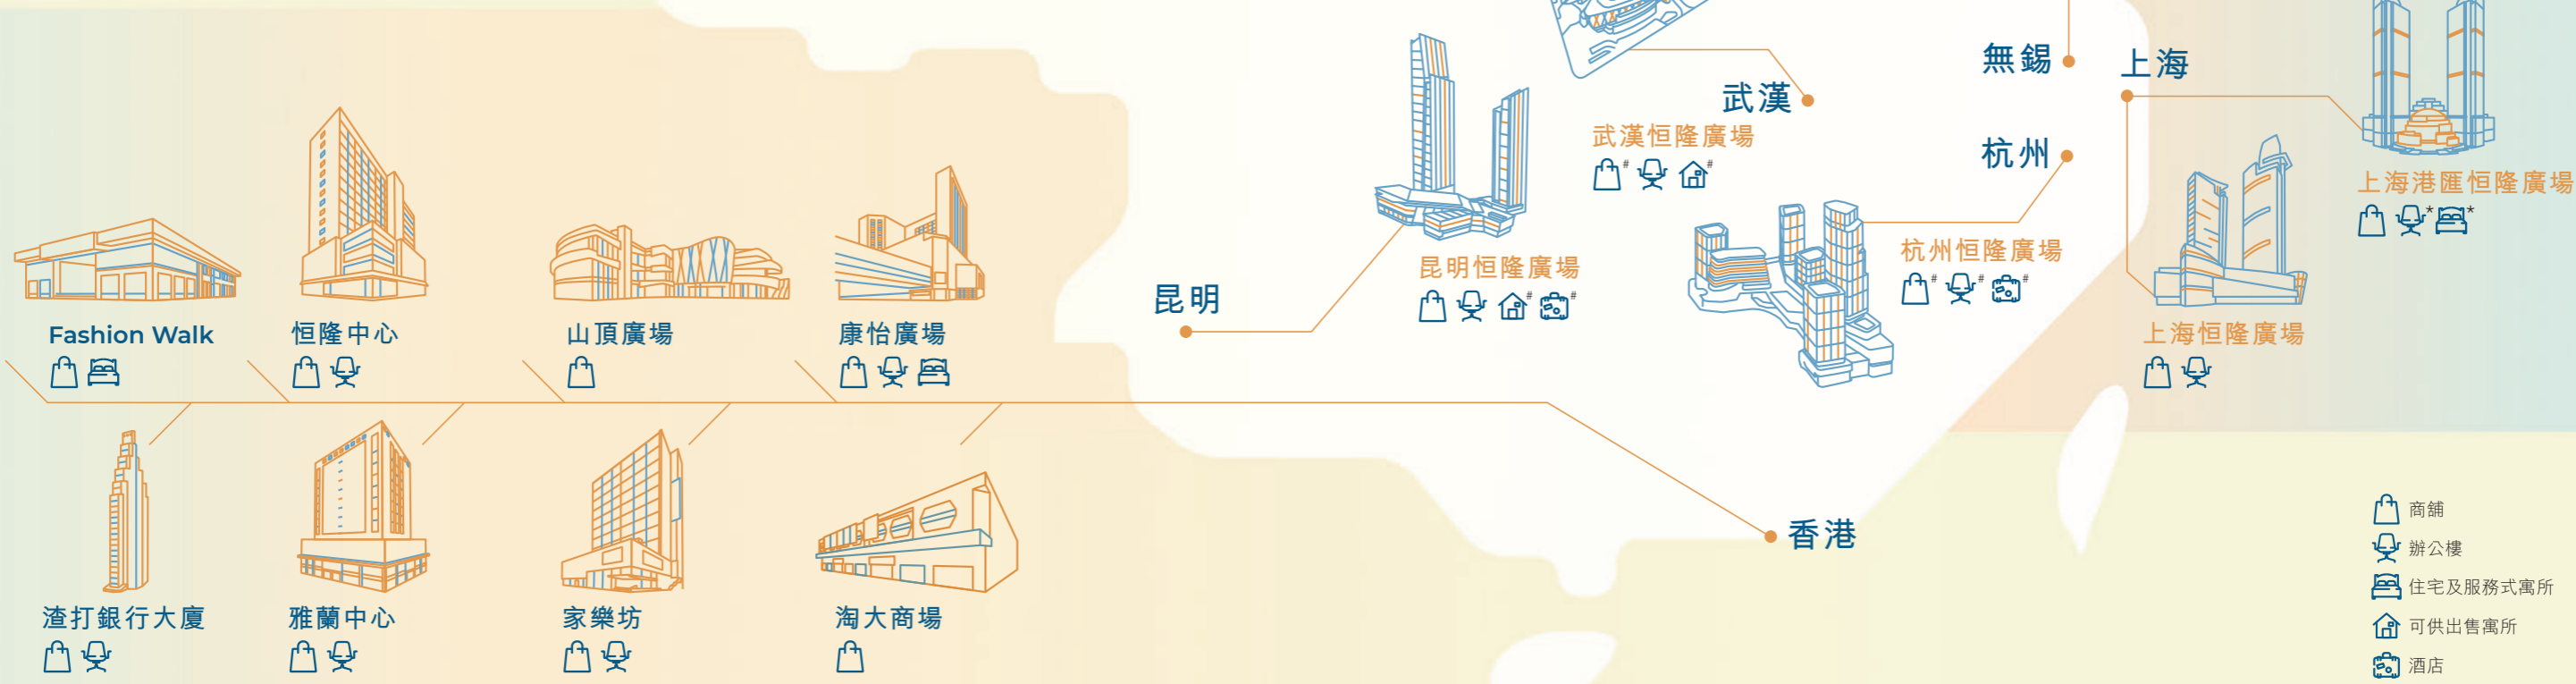 無錫
上海
武漢
武漢恒隆廣場
#
#
杭州
上海港匯恒隆廣場
*
*
杭州恒隆廣場
#
#
#
昆明恒隆廣場
#
#
昆明
上海恒隆廣場
Fashion Walk
恒隆中心
山頂廣場
康怡廣場
香港
渣打銀行大廈
雅蘭中心
家樂坊
淘大商場
商舖
辦公樓
住宅及服務式寓所
可供出售寓所
酒店